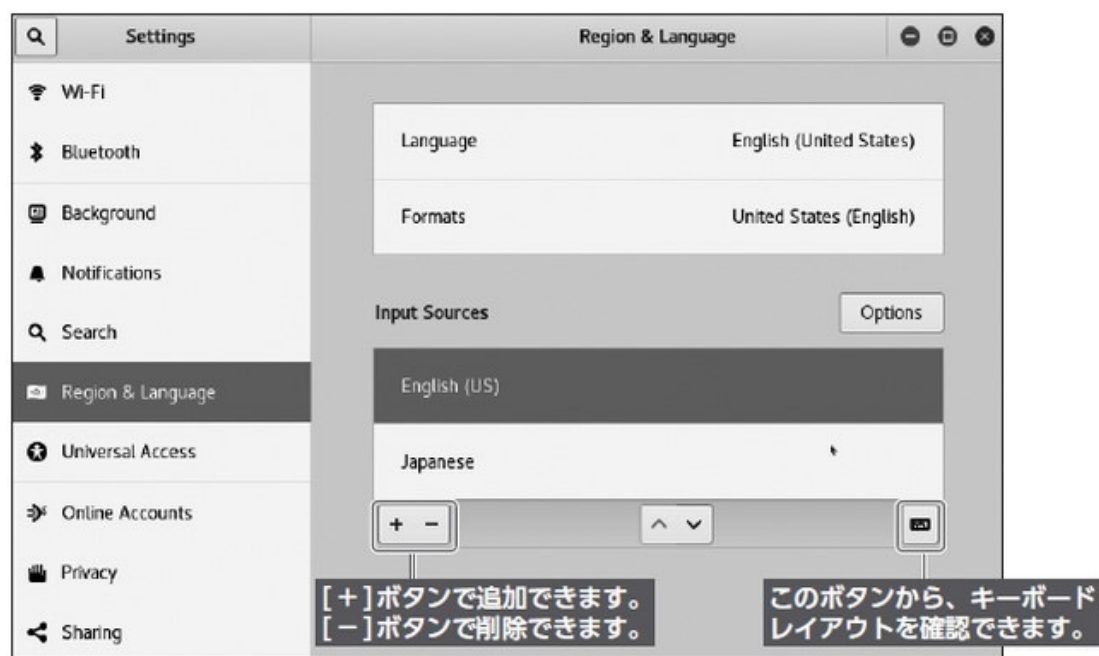 Settings
Region & Language
Wi-Fi
Bluetooth
Background
Notifications
Search
Region & Language
Universal Access
Online Accounts
Privacy
Sharing
Language English (United States)
Formats United States (English)
Input Sources Options
English (US)
Japanese
+ −
[+]ボタンで追加できます。
[−]ボタンで削除できます。
このボタンから、キーボード
レイアウトを確認できます。